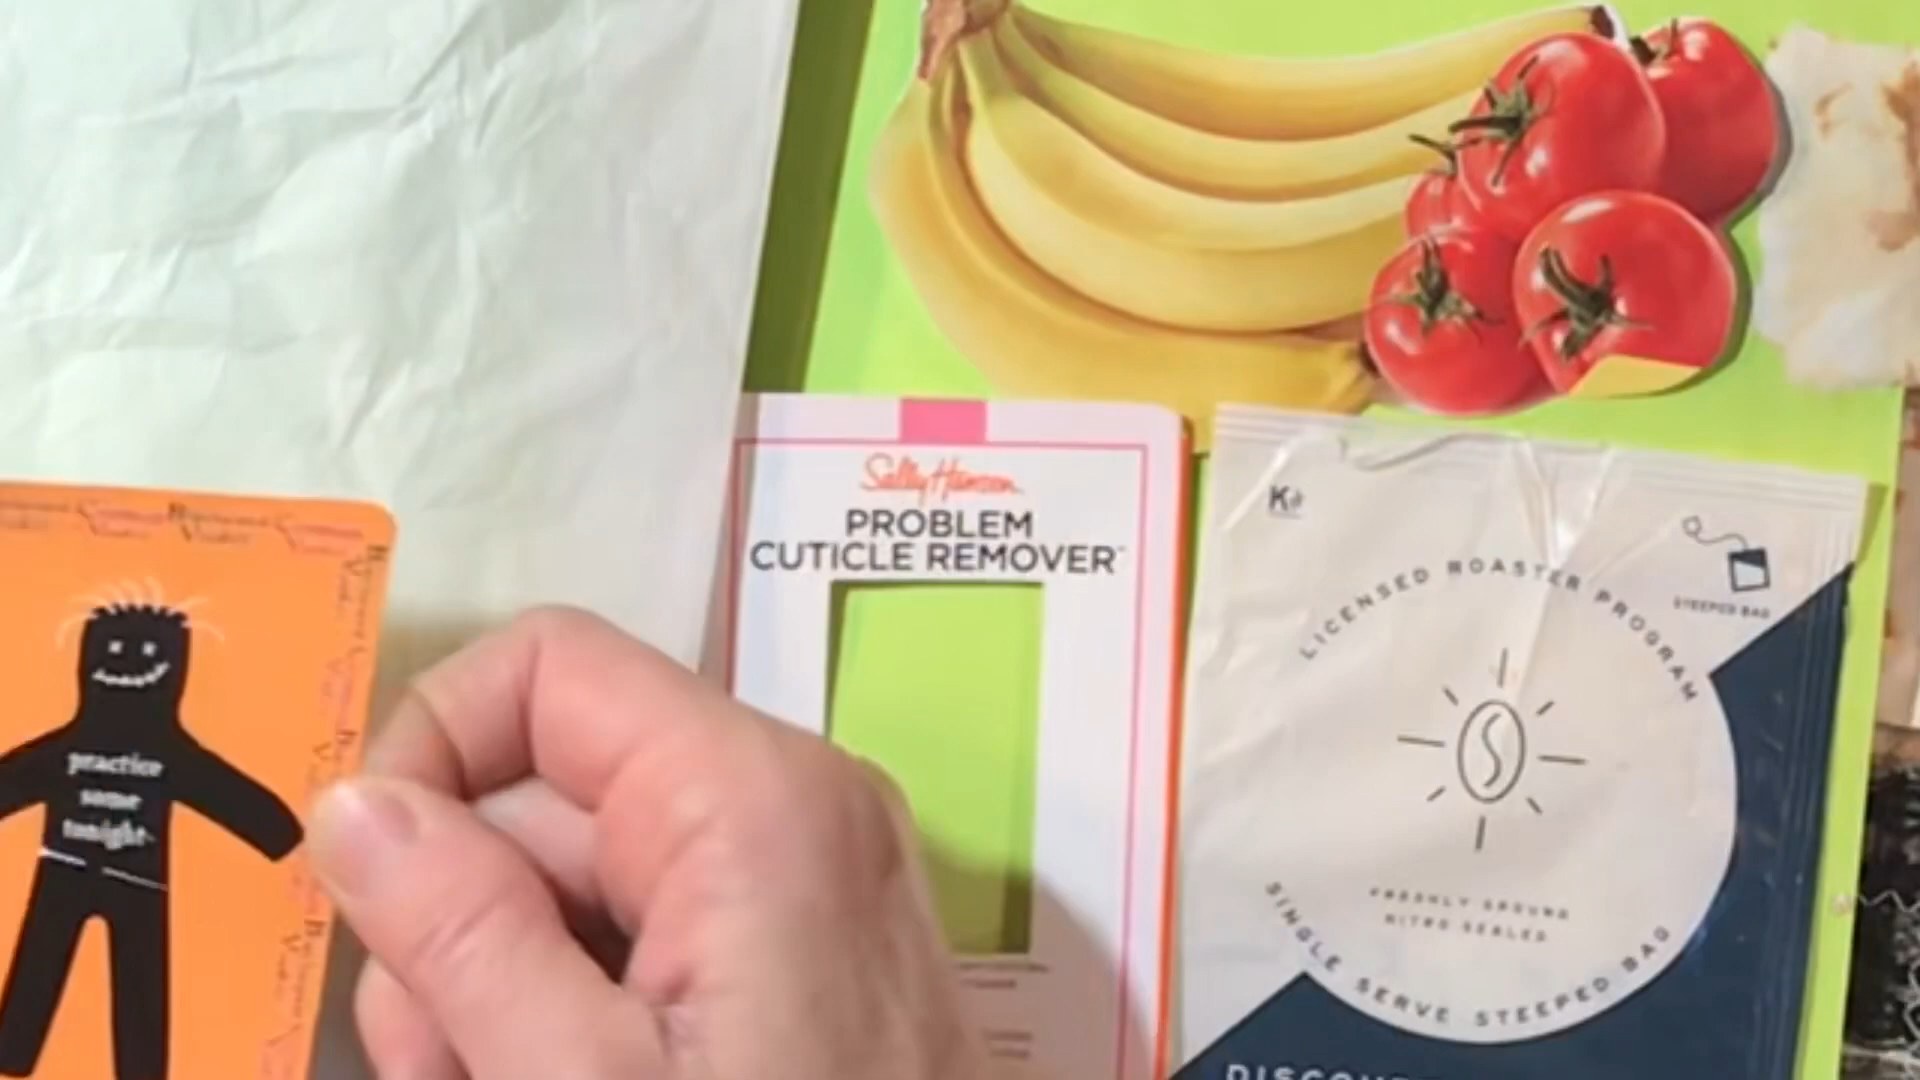 Sally Hansen
PROBLEM
CUTICLE REMOVER
practice
some
tonight
Kit
STEEPED BAG
LICENSED ROASTER PROGRAM
FRESHLY GROUND
NITRO SEALED
SINGLE SERVE STEEPED BAG